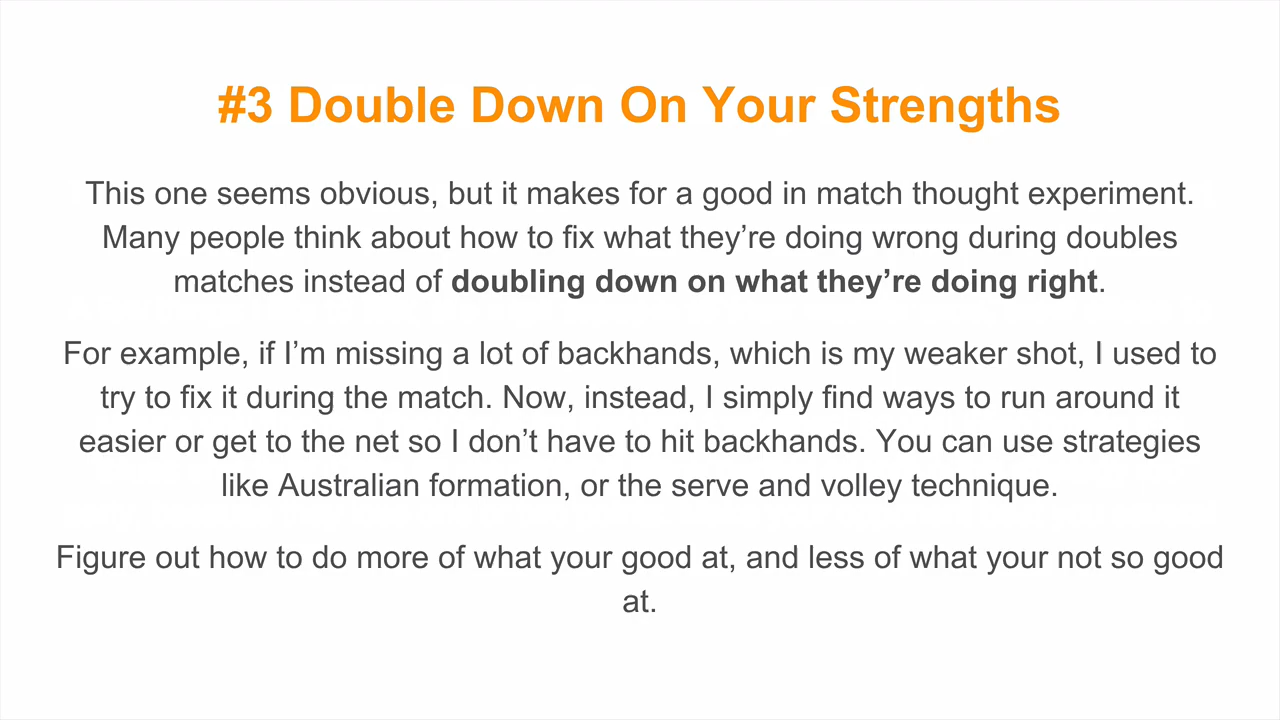 #3 Double Down On Your Strengths
This one seems obvious, but it makes for a good in match thought experiment.
Many people think about how to fix what they’re doing wrong during doubles
matches instead of doubling down on what they’re doing right.
For example, if I’m missing a lot of backhands, which is my weaker shot, I used to
try to fix it during the match. Now, instead, I simply find ways to run around it
easier or get to the net so I don’t have to hit backhands. You can use strategies
like Australian formation, or the serve and volley technique.
Figure out how to do more of what your good at, and less of what your not so good
at.